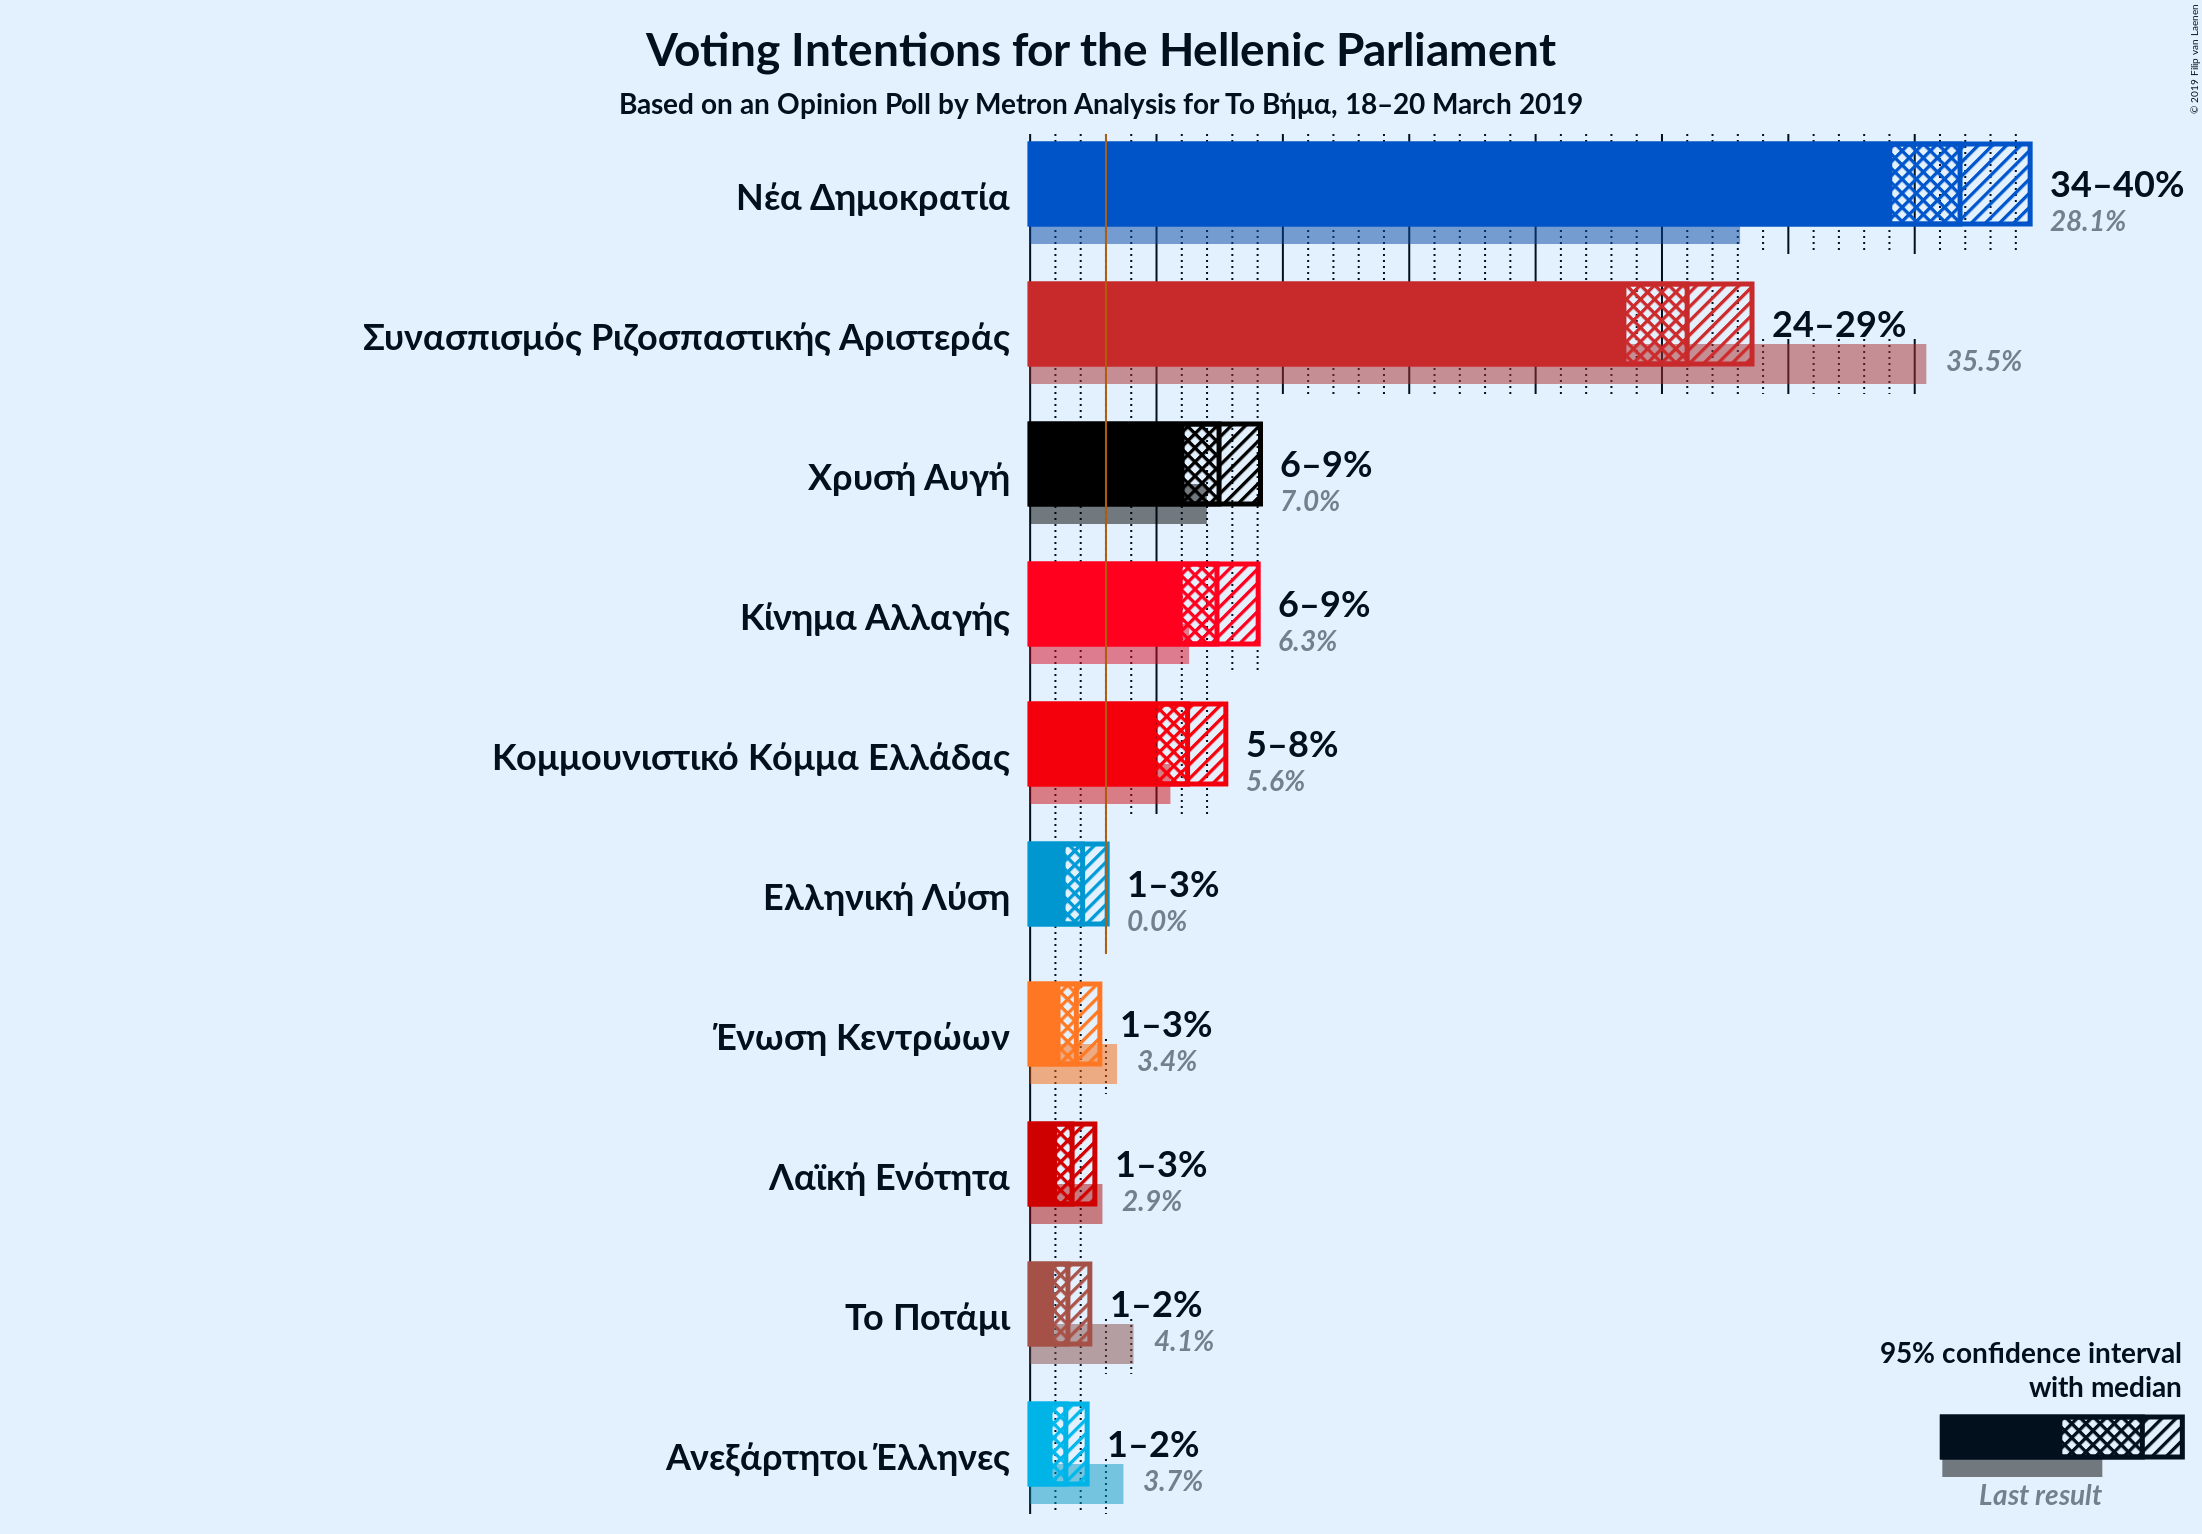 Voting Intentions for the Hellenic Parliament
Based on an Opinion Poll by Metron Analysis for Το Βήμα, 18–20 March 2019
© 2019 Filip van Laenen
Νέα Δημοκρατία
34–40%
28.1%
Συνασπισμός Ριζοσπαστικής Αριστεράς
24–29%
35.5%
Χρυσή Αυγή
6–9%
7.0%
Κίνημα Αλλαγής
6–9%
6.3%
Κομμουνιστικό Κόμμα Ελλάδας
5–8%
5.6%
Ελληνική Λύση
1–3%
0.0%
Ένωση Κεντρώων
1–3%
3.4%
Λαϊκή Ενότητα
1–3%
2.9%
Το Ποτάμι
1–2%
4.1%
Ανεξάρτητοι Έλληνες
1–2%
3.7%
95% confidence interval
with median
Last result